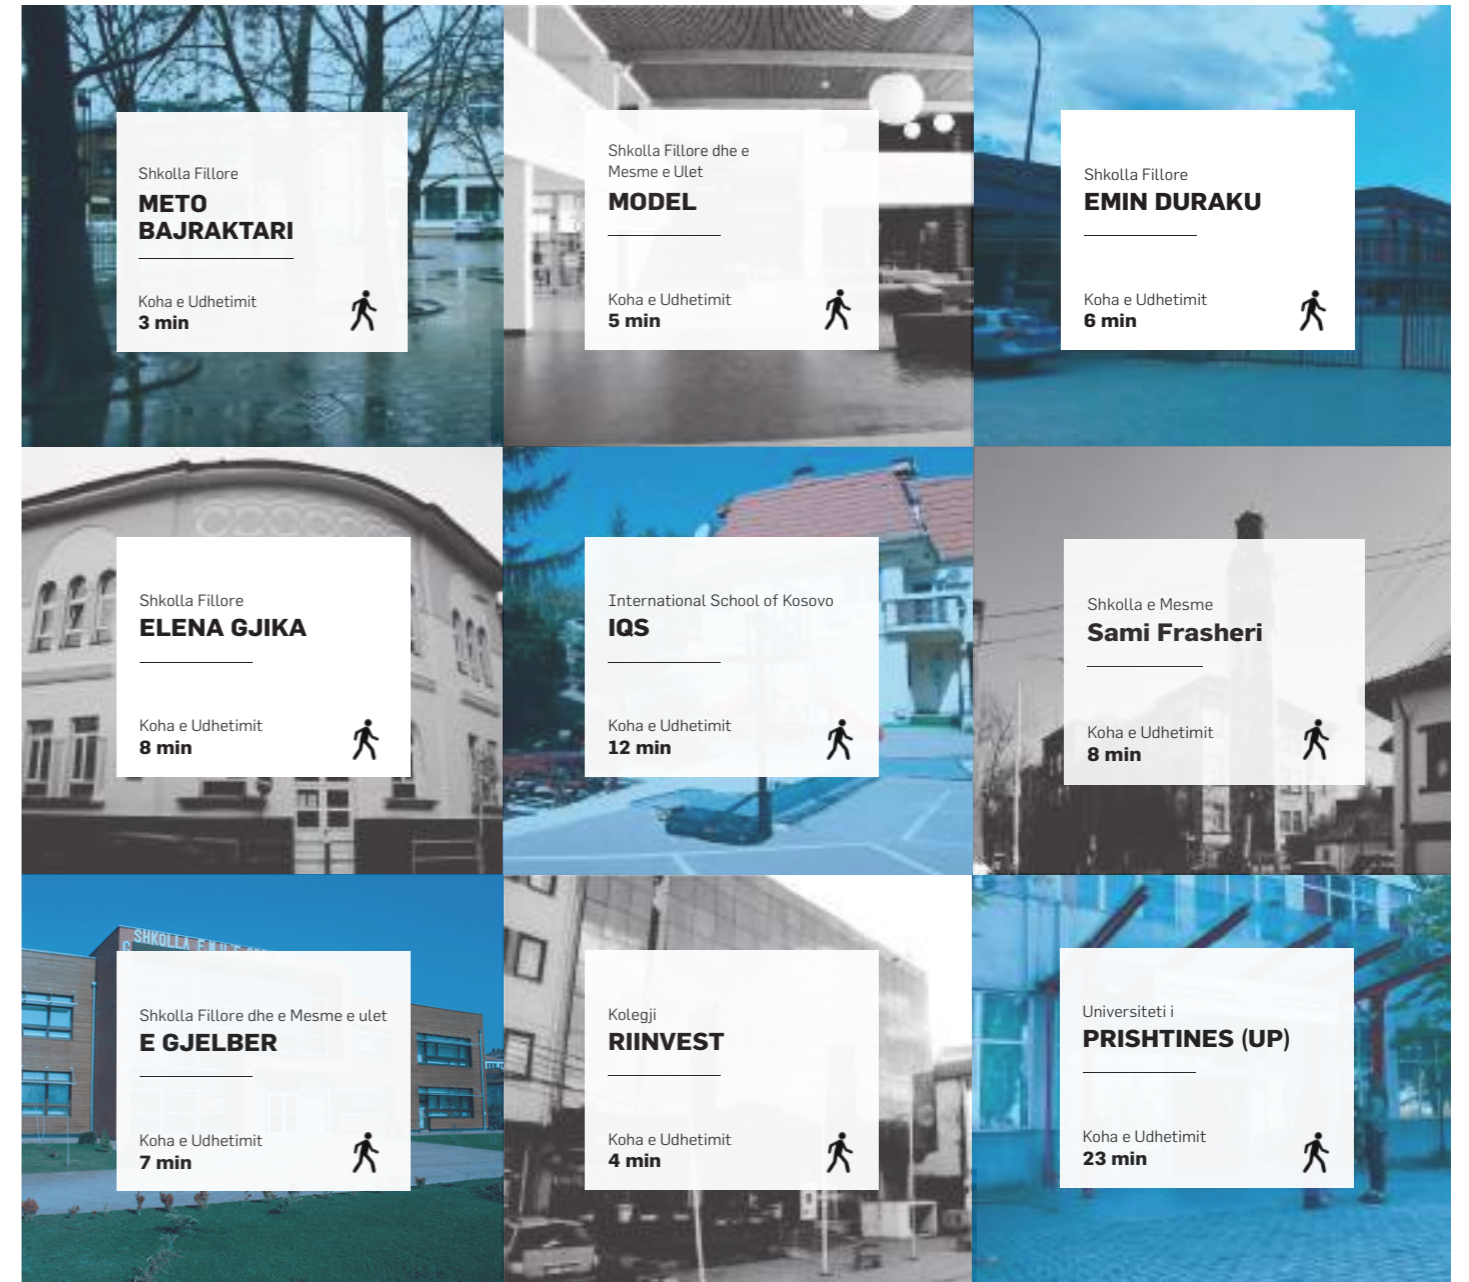 Shkolla Fillore
METO
BAJRAKTARI
Koha e Udhetimit
3 min
Shkolla Fillore dhe e
Mesme e Ulet
MODEL
Koha e Udhetimit
5 min
Shkolla Fillore
EMIN DURAKU
Koha e Udhetimit
6 min
Shkolla Fillore
ELENA GJIKA
Koha e Udhetimit
8 min
International School of Kosovo
IQS
Koha e Udhetimit
12 min
Shkolla e Mesme
Sami Frasheri
Koha e Udhetimit
8 min
SHKOLLA
Shkolla Fillore dhe e Mesme e ulet
E GJELBER
Koha e Udhetimit
7 min
Kolegji
RIINVEST
Koha e Udhetimit
4 min
Universiteti i
PRISHTINES (UP)
Koha e Udhetimit
23 min